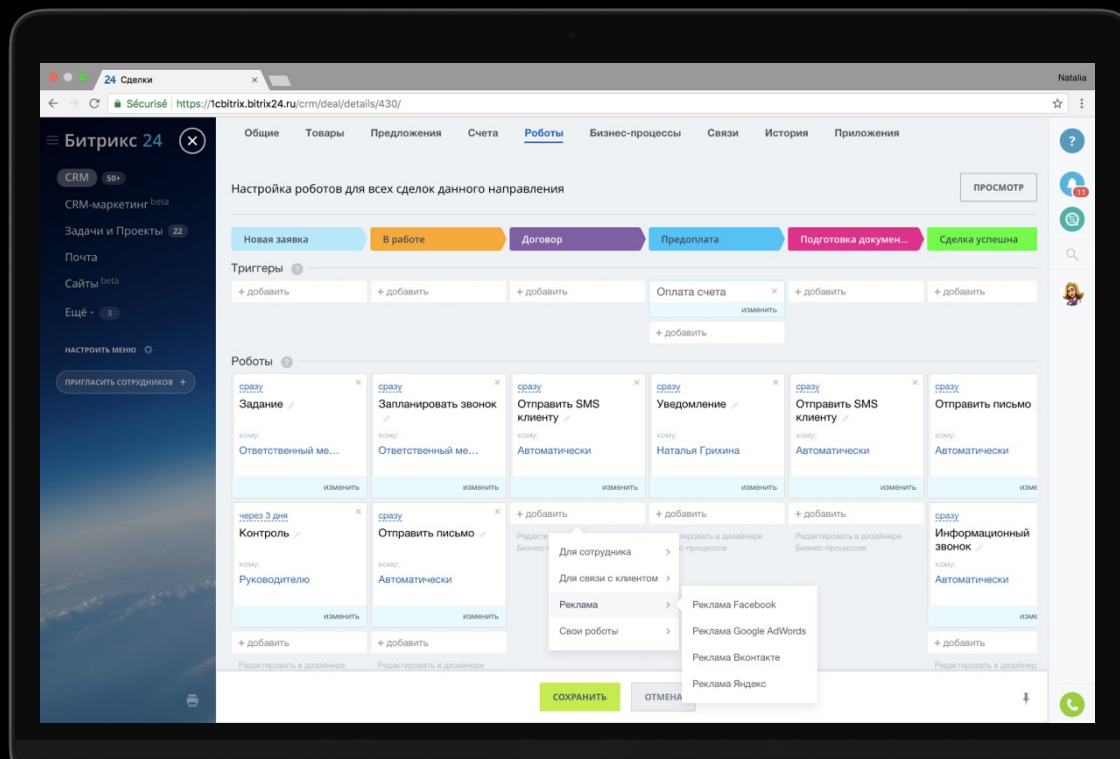 24 Сделки
Natalia
Sécurisé https://1cbitrix.bitrix24.ru/crm/deal/details/430/
Битрикс 24
CRM 50+
CRM-маркетинг beta
Задачи и Проекты 22
Почта
Сайты beta
Ещё 3
НАСТРОИТЬ МЕНЮ
ПРИГЛАСИТЬ СОТРУДНИКОВ +
Общие Товары Предложения Счета Роботы Бизнес-процессы Связи История Приложения
Настройка роботов для всех сделок данного направления
ПРОСМОТР
Новая заявка В работе Договор Предоплата Подготовка докумен... Сделка успешна
Триггеры ?
+ добавить + добавить + добавить Оплата счета + добавить + добавить
изменить
+ добавить
Роботы ?
сразу сразу сразу сразу сразу сразу
Задание Запланировать звонок Отправить SMS клиенту Уведомление Отправить SMS клиенту Отправить письмо
кому: кому: кому: кому: кому: кому:
Ответственный ме... Ответственный ме... Автоматически Наталья Грихина Автоматически Автоматически
изменить изменить изменить изменить изменить изме
через 3 дня сразу + добавить + добавить + добавить сразу
Контроль Отправить письмо Информационный звонок
Редактировать в дизайнере
Бизнес-процессов
кому: кому: кому:
Руководителю Автоматически Автоматически
изменить изменить изме
+ добавить + добавить + добавить
Редактировать в дизайнере Редактировать в дизайнере Редактировать в дизайнер
Для сотрудника
Для связи с клиентом
Реклама
Свои роботы
Реклама Facebook
Реклама Google AdWords
Реклама Вконтакте
Реклама Яндекс
СОХРАНИТЬ ОТМЕНА
?
11